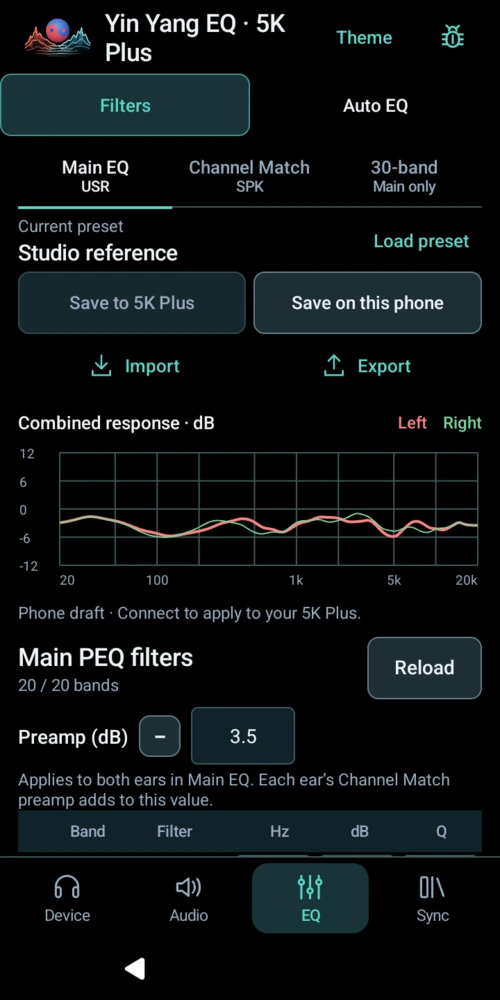 Yin Yang EQ · 5K
Plus
Theme
Filters
Auto EQ
Main EQ
USR
Channel Match
SPK
30-band
Main only
Current preset
Studio reference
Load preset
Save to 5K Plus
Save on this phone
Import
Export
Combined response · dB
Left
Right
12
6
0
-6
-12
20
100
1k
5k
20k
Phone draft · Connect to apply to your 5K Plus.
Main PEQ filters
20 / 20 bands
Reload
Preamp (dB)
−
3.5
Applies to both ears in Main EQ. Each ear's Channel Match
preamp adds to this value.
Band
Filter
Hz
dB
Q
Device
Audio
EQ
Sync